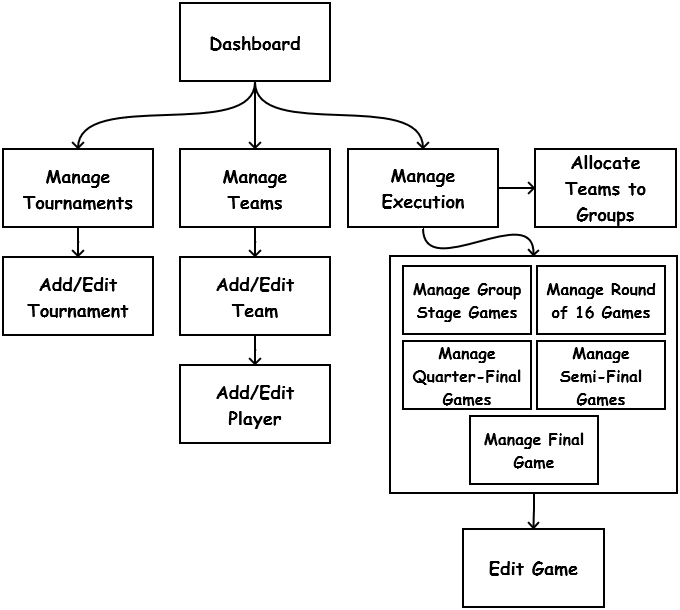 Dashboard
Manage
Tournaments
Manage
Teams
Manage
Execution
Allocate
Teams to
Groups
Add/Edit
Tournament
Add/Edit
Team
Add/Edit
Player
Manage Group
Stage Games
Manage Round
of 16 Games
Manage
Quarter-Final
Games
Manage
Semi-Final
Games
Manage Final
Game
Edit Game